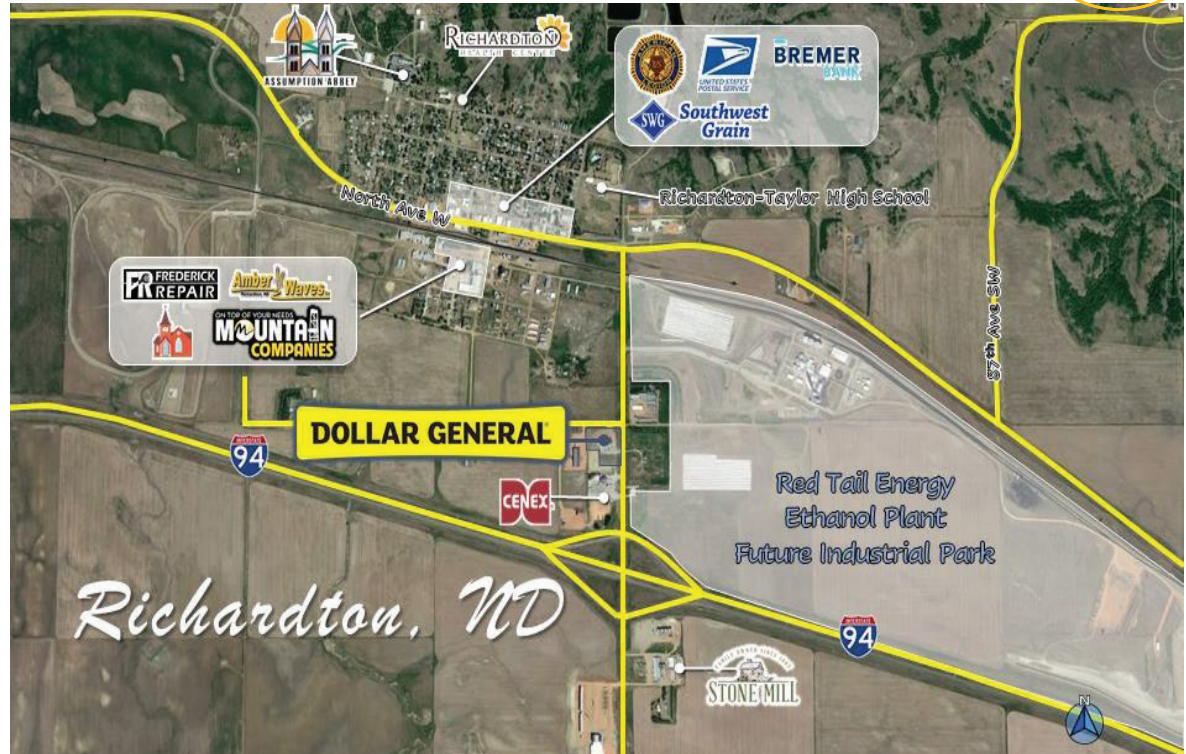 ASSUMPTION ABBEY
RICHARDTON
HEALTH CENTER
UNITED STATES
POSTAL SERVICE
BREMER
BANK
SWG
Southwest
Grain
North Ave W
Richardton-Taylor High School
FR FREDERICK
REPAIR
Amber Waves
ON TOP OF YOUR NEEDS
MOUNTAIN
COMPANIES
87th Ave SW
DOLLAR GENERAL
INTERSTATE
94
CENEX
Red Tail Energy
Ethanol Plant
Future Industrial Park
Richardton, ND
INTERSTATE
94
STONE MILL
N